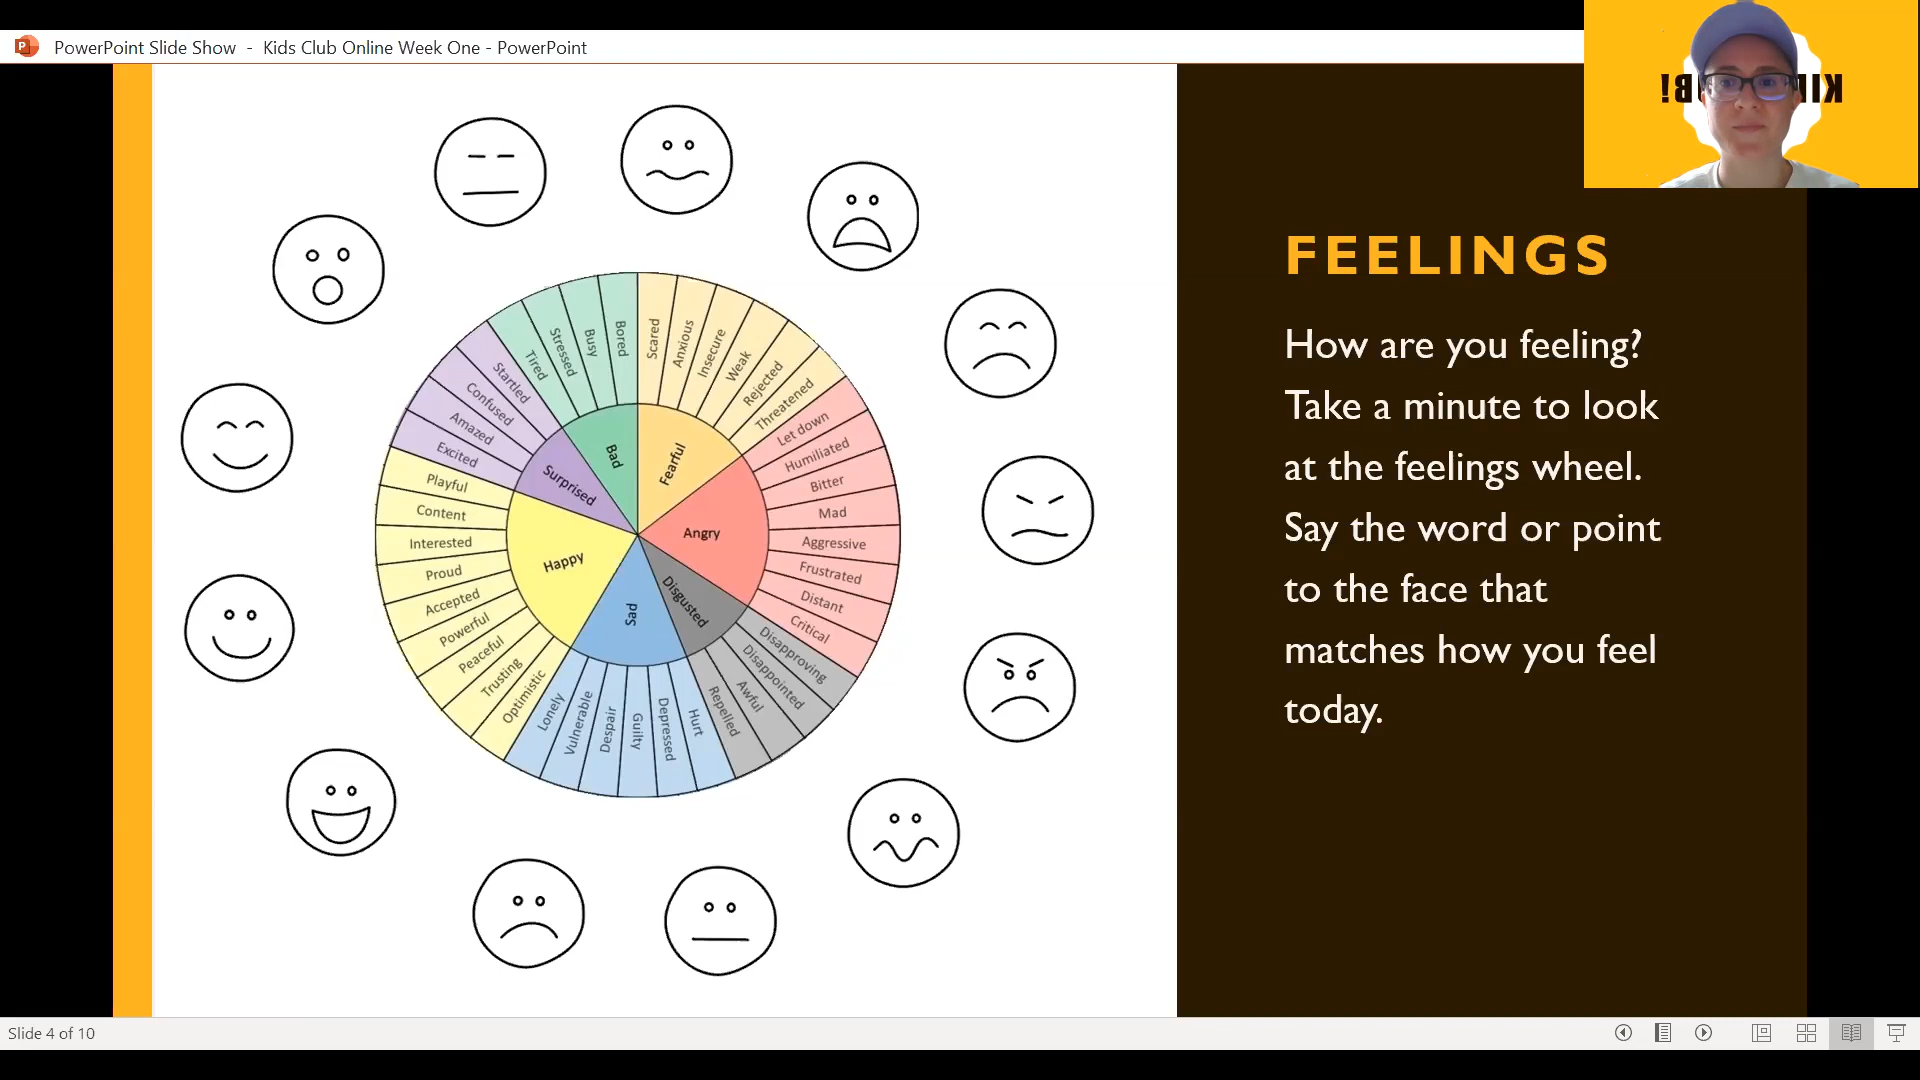 PowerPoint Slide Show - Kids Club Online Week One - PowerPoint
FEELINGS
How are you feeling?
Take a minute to look
at the feelings wheel.
Say the word or point
to the face that
matches how you feel
today.
Bad
Fearful
Angry
Disgusted
Sad
Happy
Surprised
Tired
Stressed
Busy
Bored
Scared
Anxious
Insecure
Weak
Rejected
Threatened
Let down
Humiliated
Bitter
Mad
Aggressive
Frustrated
Distant
Critical
Disapproving
Disappointed
Awful
Repelled
Hurt
Depressed
Guilty
Despair
Vulnerable
Lonely
Optimistic
Trusting
Peaceful
Powerful
Accepted
Proud
Interested
Content
Playful
Excited
Amazed
Confused
Startled
Slide 4 of 10